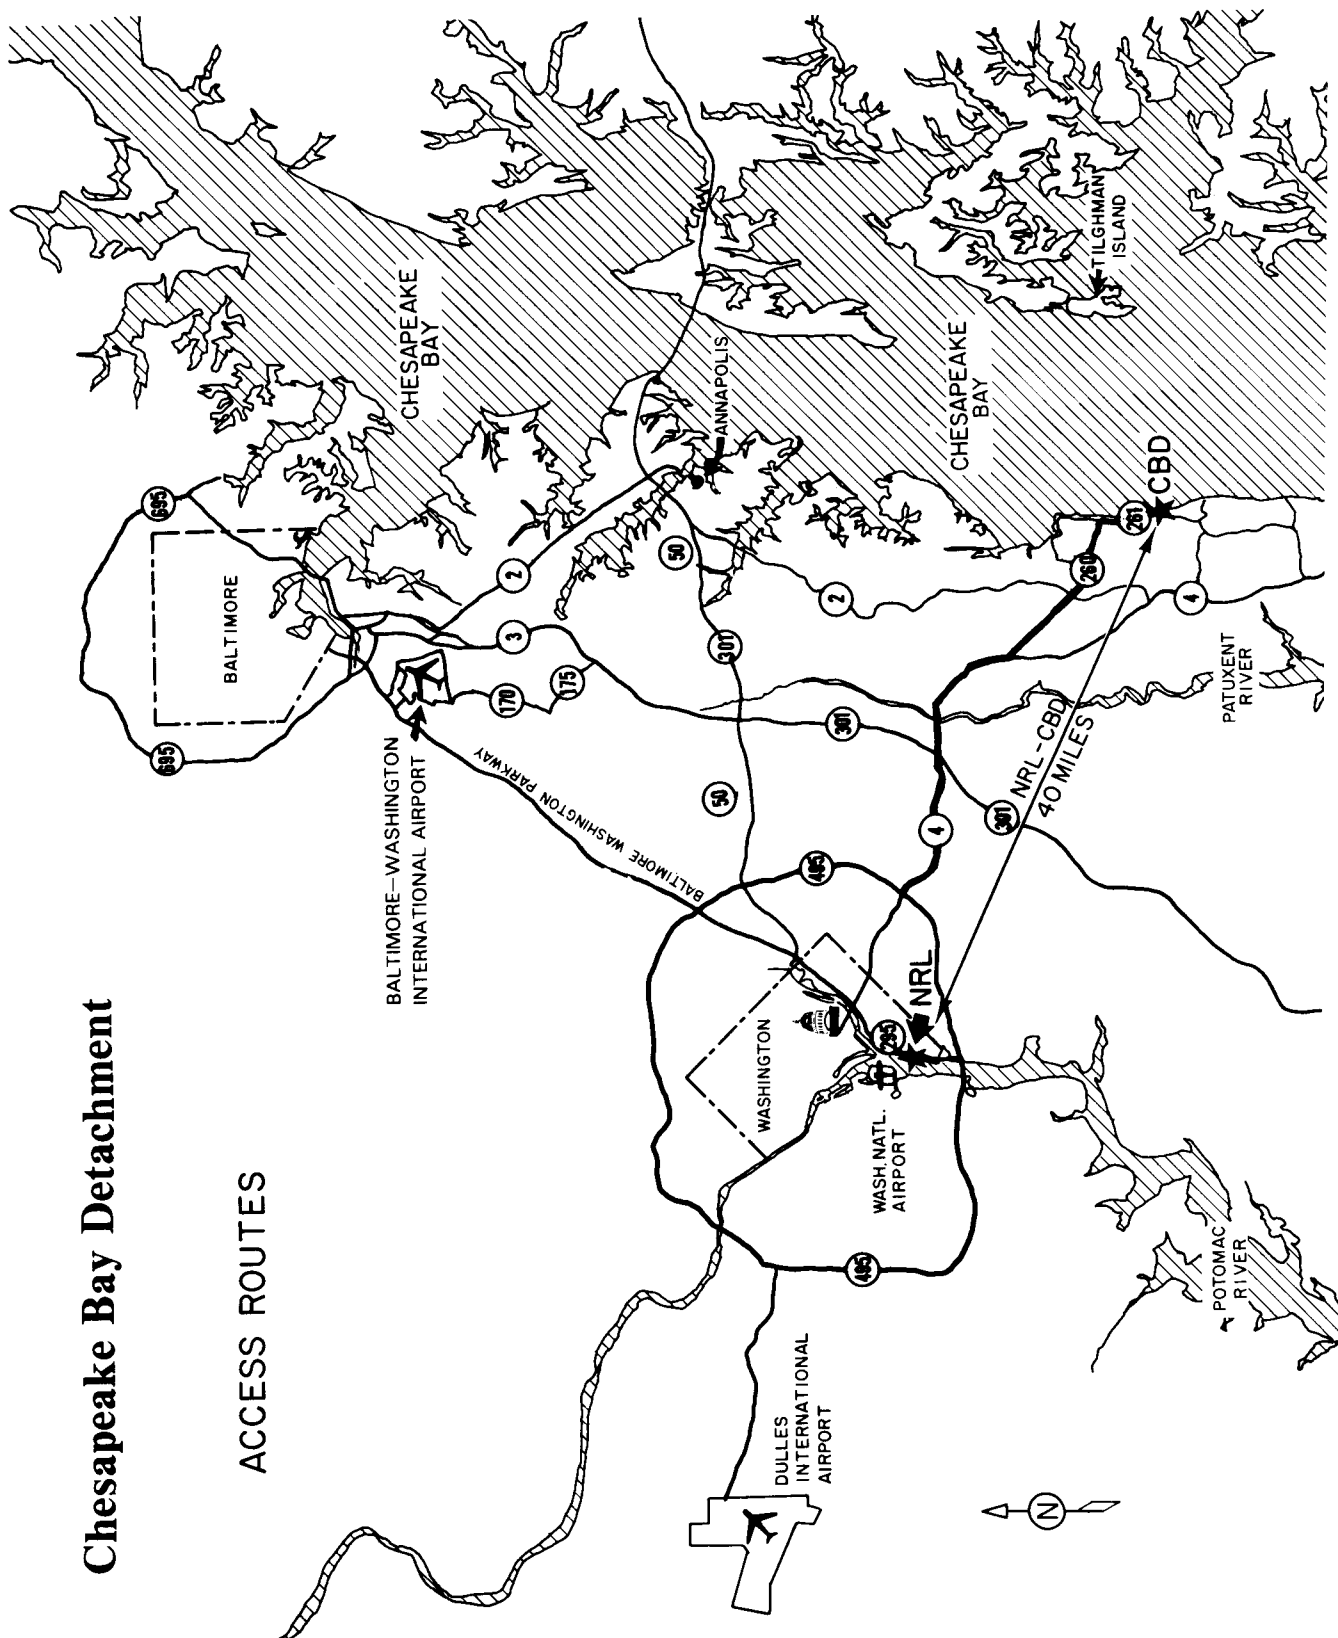 Chesapeake Bay Detachment
ACCESS ROUTES
695
695
BALTIMORE
CHESAPEAKE
BAY
BALTIMORE–WASHINGTON
INTERNATIONAL AIRPORT
2
3
170
175
BALTIMORE WASHINGTON PARKWAY
50
301
50
2
ANNAPOLIS
CHESAPEAKE
BAY
TILGHMAN
ISLAND
495
301
4
301
NRL-CBD
40 MILES
260
261
CBD
4
PATUXENT
RIVER
WASHINGTON
295
NRL
WASH. NATL.
AIRPORT
495
POTOMAC
RIVER
DULLES
INTERNATIONAL
AIRPORT
N